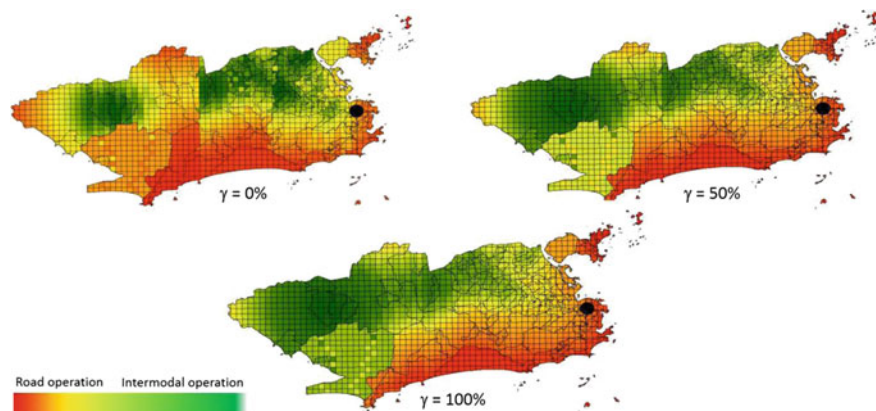 γ = 0%
γ = 50%
γ = 100%
Road operation Intermodal operation